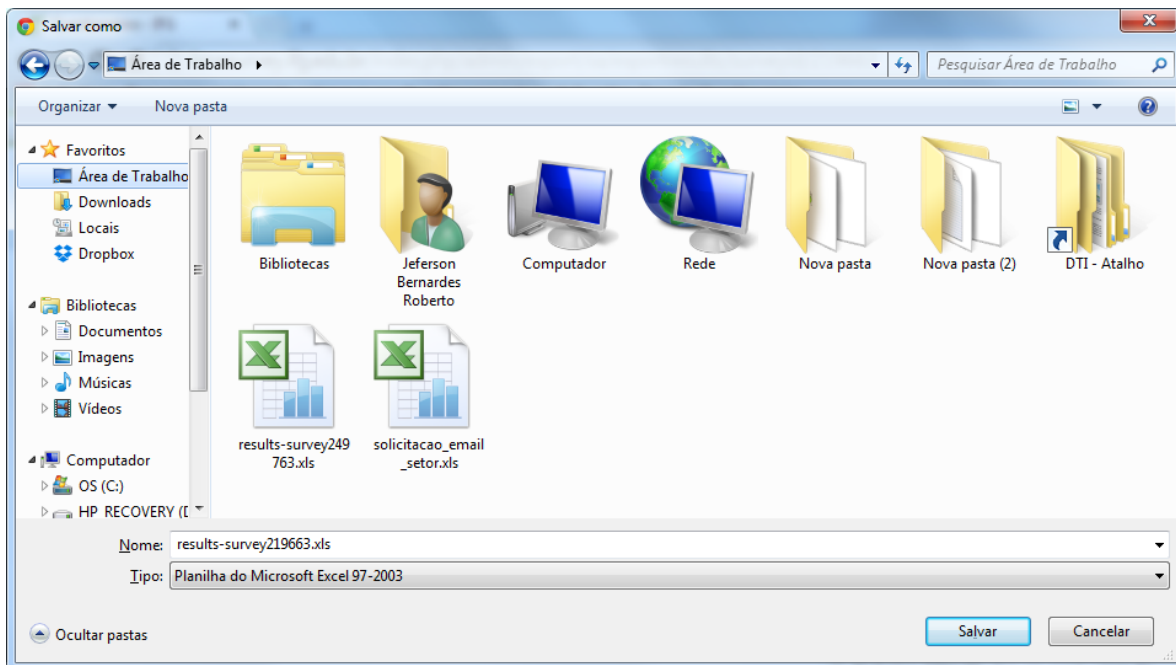 Salvar como
Área de Trabalho
Pesquisar Área de Trabalho
Organizar
Nova pasta
Favoritos
Área de Trabalho
Downloads
Locais
Dropbox
Bibliotecas
Documentos
Imagens
Músicas
Vídeos
Computador
OS (C:)
HP RECOVERY (D
Bibliotecas
Jeferson
Bernardes
Roberto
Computador
Rede
Nova pasta
Nova pasta (2)
DTI - Atalho
results-survey249
763.xls
solicitacao_email
_setor.xls
Nome: results-survey219663.xls
Tipo: Planilha do Microsoft Excel 97-2003
Ocultar pastas
Salvar
Cancelar